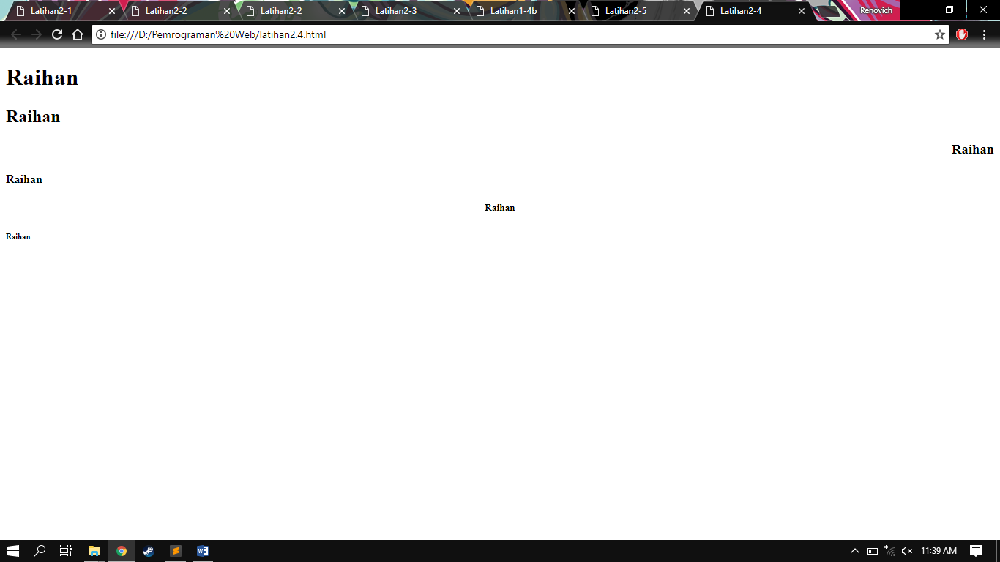 Latihan2-1 Latihan2-2 Latihan2-2 Latihan2-3 Latihan1-4b Latihan2-5 Latihan2-4 Renovich
file:///D:/Pemrograman%20Web/latihan2.4.html
Raihan
Raihan
Raihan
Raihan
Raihan
Raihan
11:39 AM